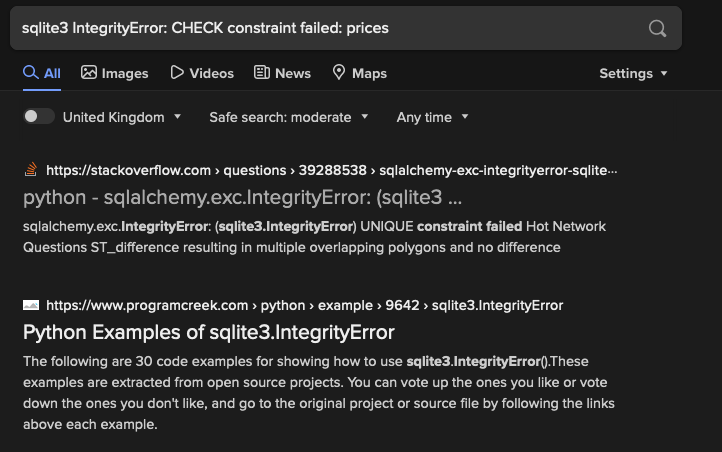 sqlite3 IntegrityError: CHECK constraint failed: prices
All Images Videos News Maps Settings
United Kingdom Safe search: moderate Any time
https://stackoverflow.com › questions › 39288538 › sqlalchemy-exc-integrityerror-sqlite···
python - sqlalchemy.exc.IntegrityError: (sqlite3 ...
sqlalchemy.exc.IntegrityError: (sqlite3.IntegrityError) UNIQUE constraint failed Hot Network
Questions ST_difference resulting in multiple overlapping polygons and no difference
https://www.programcreek.com › python › example › 9642 › sqlite3.IntegrityError
Python Examples of sqlite3.IntegrityError
The following are 30 code examples for showing how to use sqlite3.IntegrityError().These
examples are extracted from open source projects. You can vote up the ones you like or vote
down the ones you don't like, and go to the original project or source file by following the links
above each example.